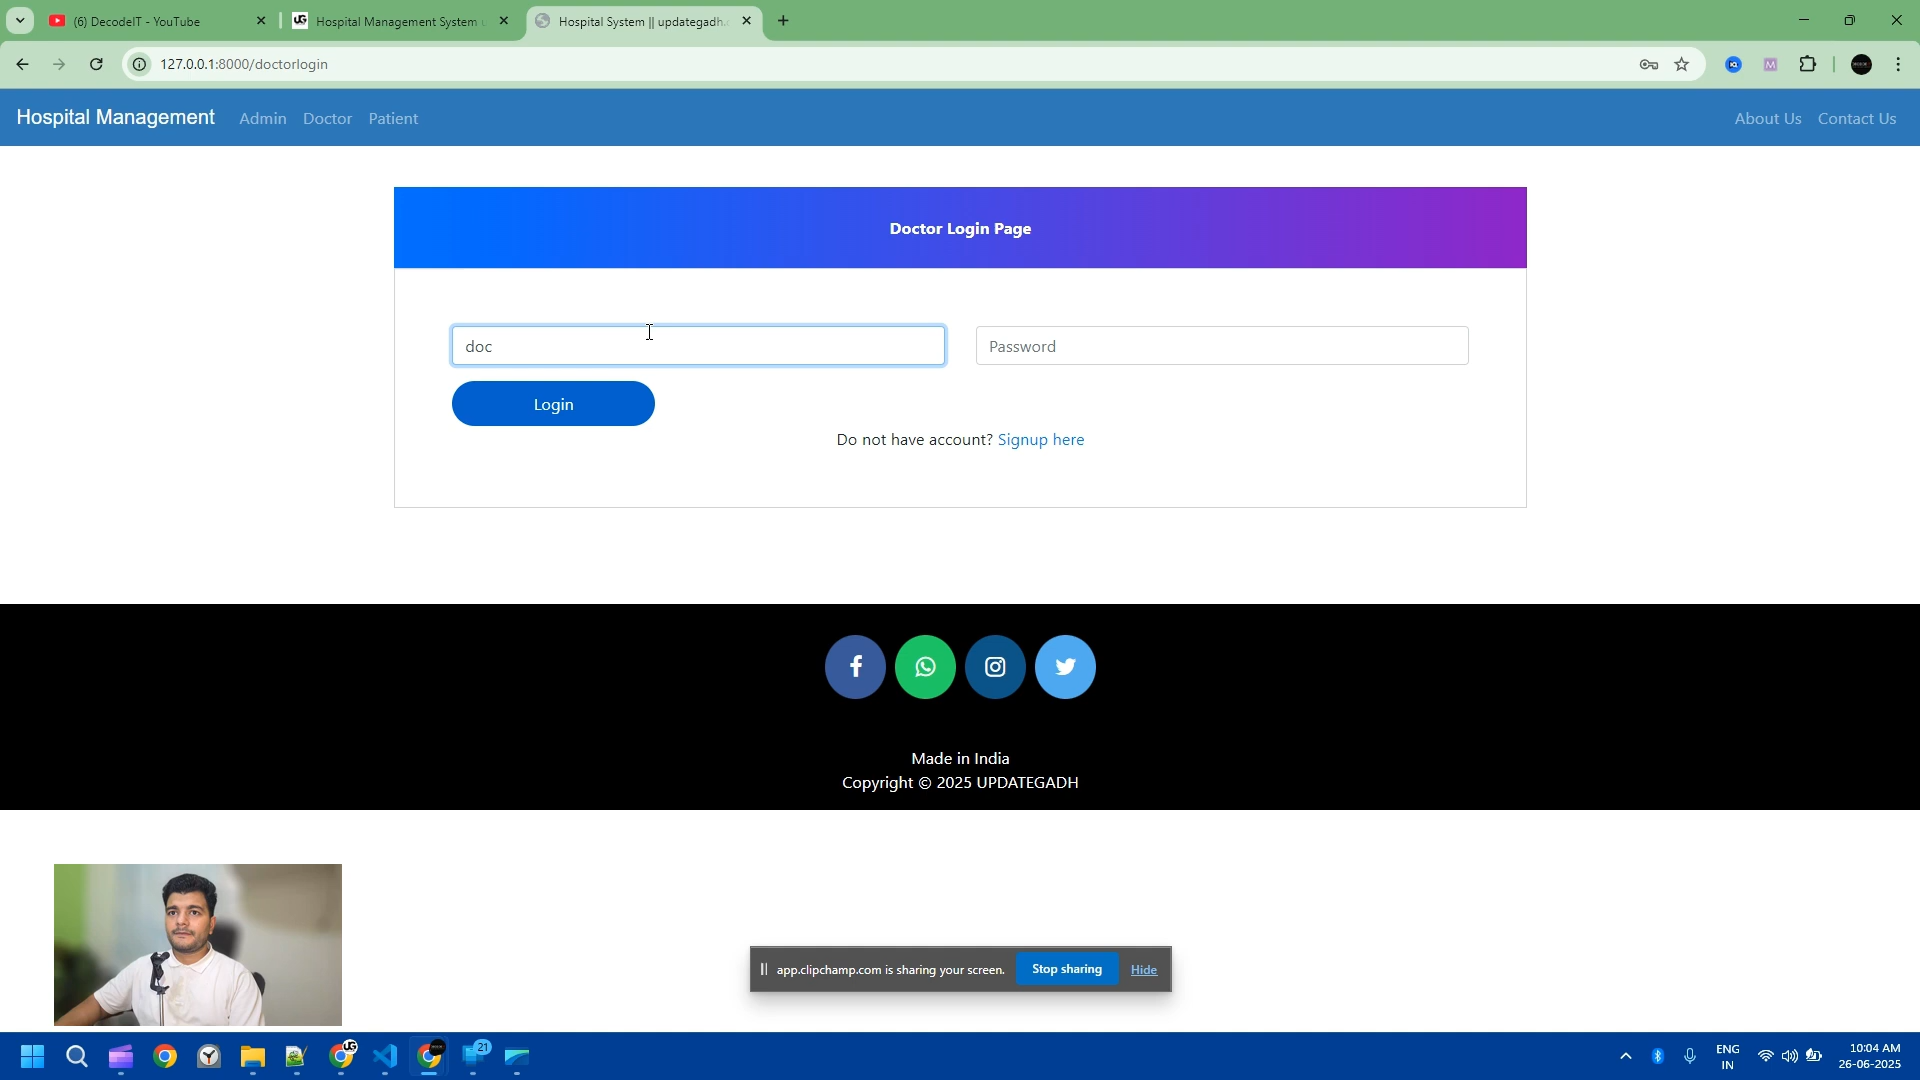 (6) DecodeIT - YouTube
Hospital Management System u
Hospital System || updategadh.
127.0.0.1:8000/doctorlogin
Hospital Management
Admin
Doctor
Patient
About Us
Contact Us
Doctor Login Page
doc
Password
Login
Do not have account? Signup here
Made in India
Copyright © 2025 UPDATEGADH
app.clipchamp.com is sharing your screen.
Stop sharing
Hide
UG
21
ENG
IN
10:04 AM
26-06-2025